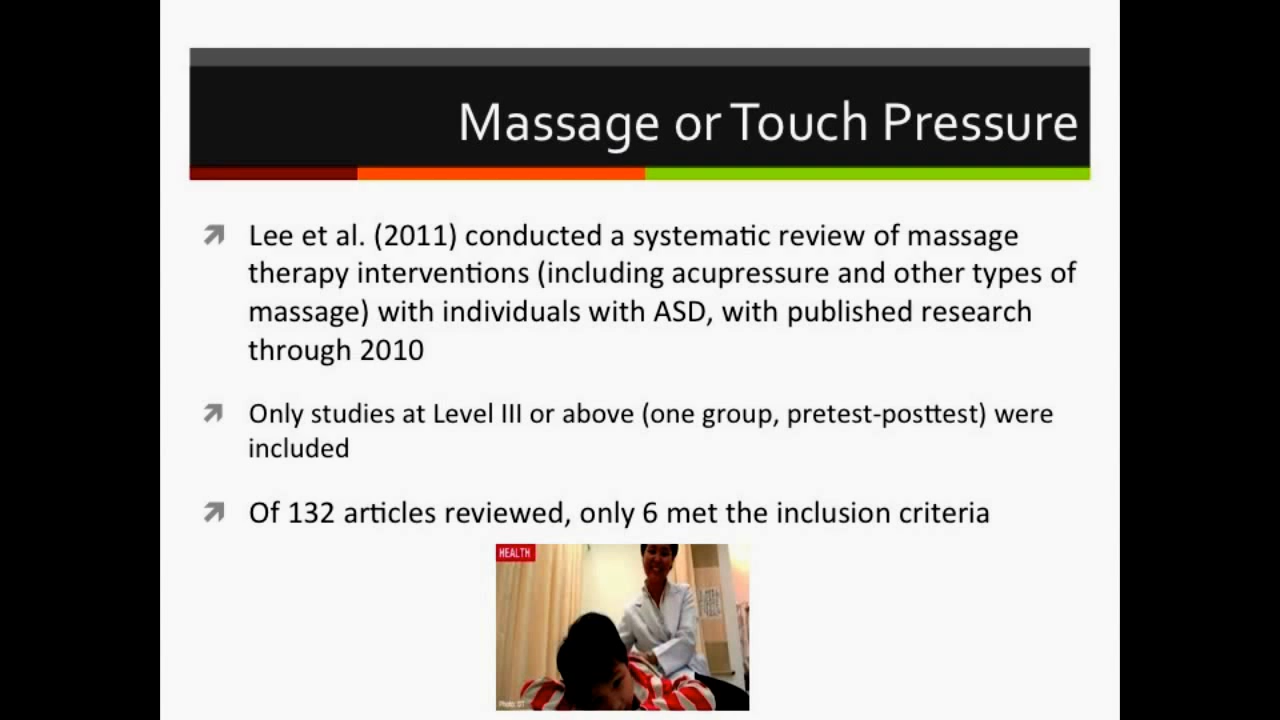 Massage or Touch Pressure
Lee et al. (2011) conducted a systematic review of massage
therapy interventions (including acupressure and other types of
massage) with individuals with ASD, with published research
through 2010
Only studies at Level III or above (one group, pretest-posttest) were
included
Of 132 articles reviewed, only 6 met the inclusion criteria
HEALTH
Photo: ST